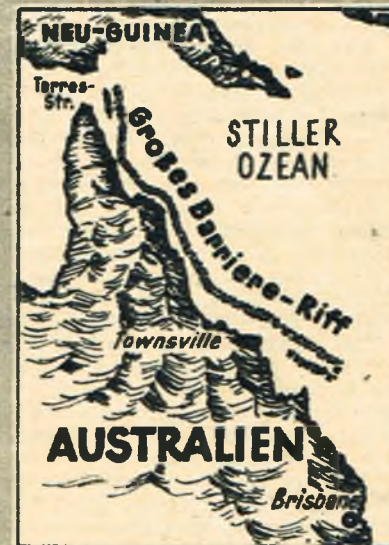 NEU-GUINEA
Torres-
Str.
Großes Barriere-Riff
STILLER
OZEAN
Townsville
AUSTRALIEN
Brisbane